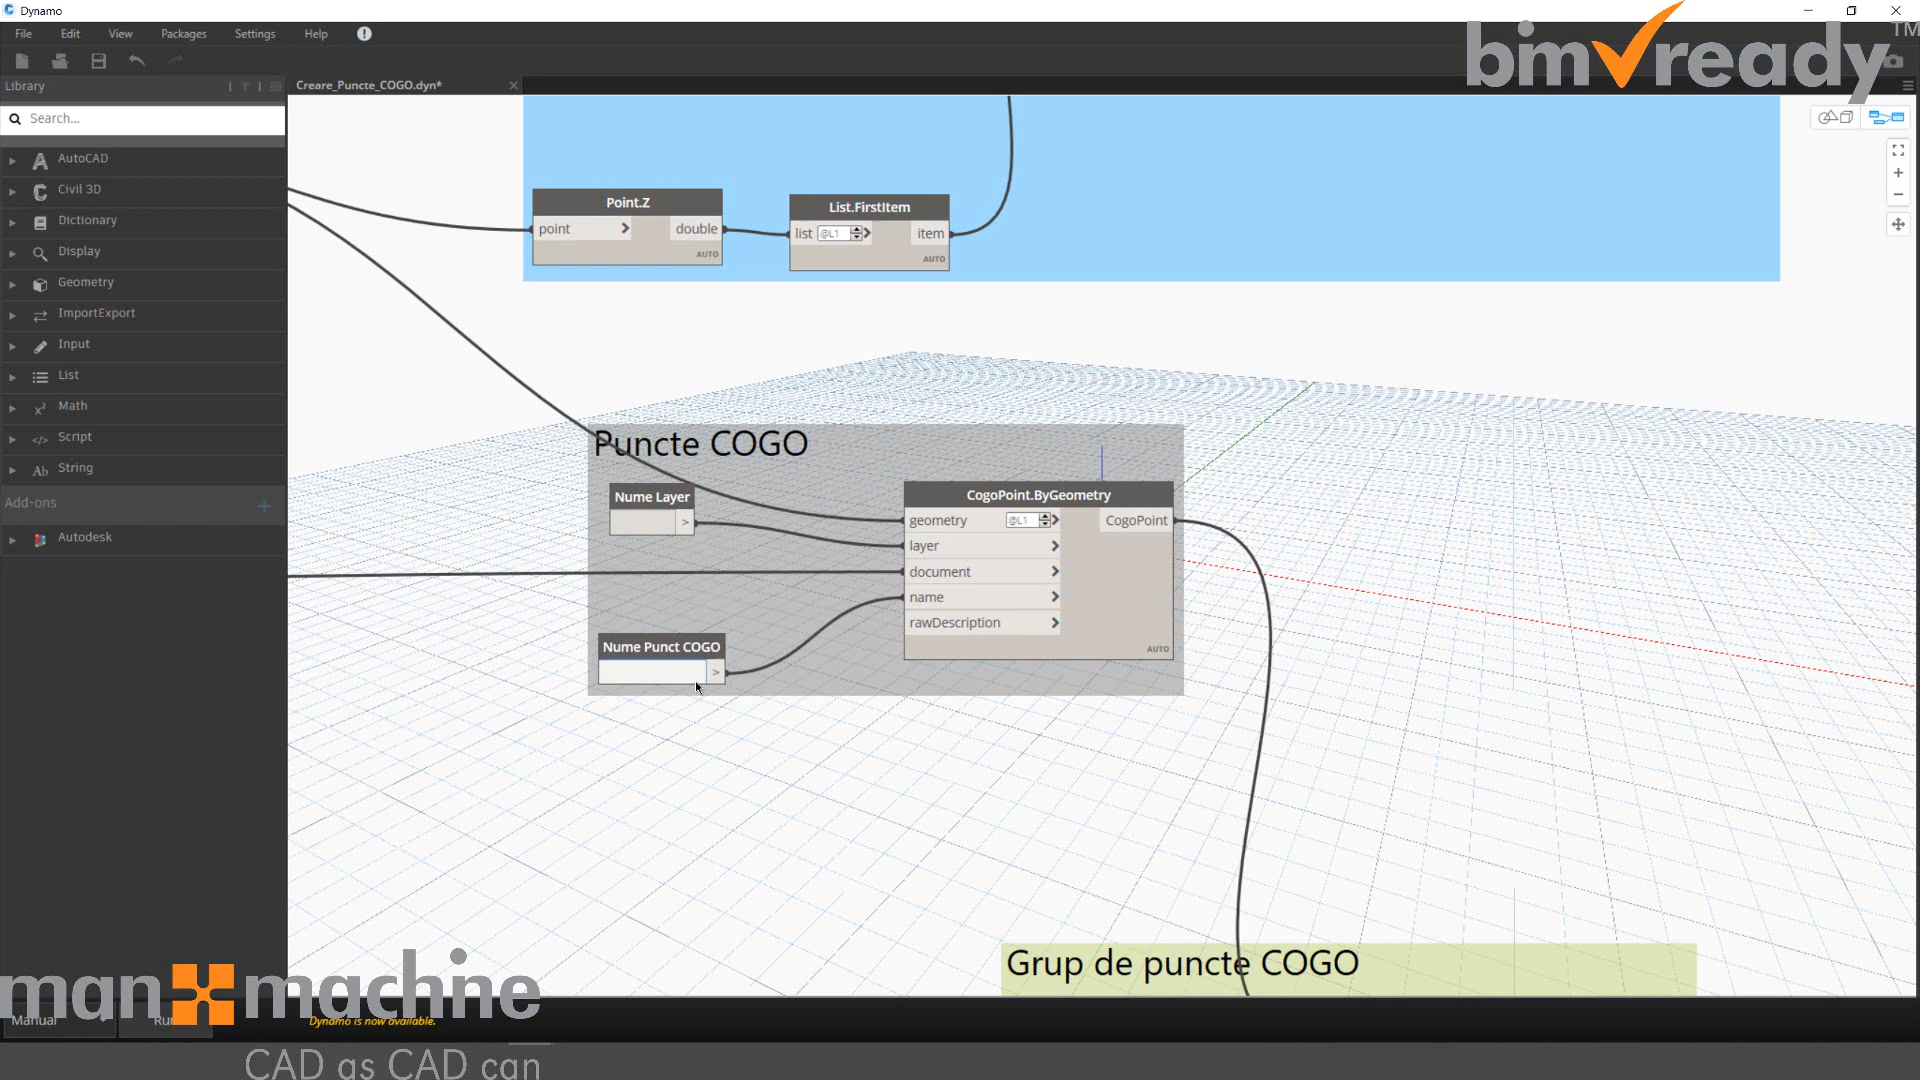 Dynamo
File Edit View Packages Settings Help
bim ready TM
Library
Creare_Puncte_COGO.dyn*
Search...
AutoCAD
Civil 3D
Dictionary
Display
Geometry
ImportExport
Input
List
Math
Script
String
Add-ons
Autodesk
Point.Z
point > double
AUTO
List.FirstItem
list @L1 > item
AUTO
Puncte COGO
Nume Layer
>
Nume Punct COGO
>
CogoPoint.ByGeometry
geometry @L1 > CogoPoint
layer >
document >
name >
rawDescription >
AUTO
Grup de puncte COGO
man machine
Manual
Dynamo is now available.
CAD as CAD can